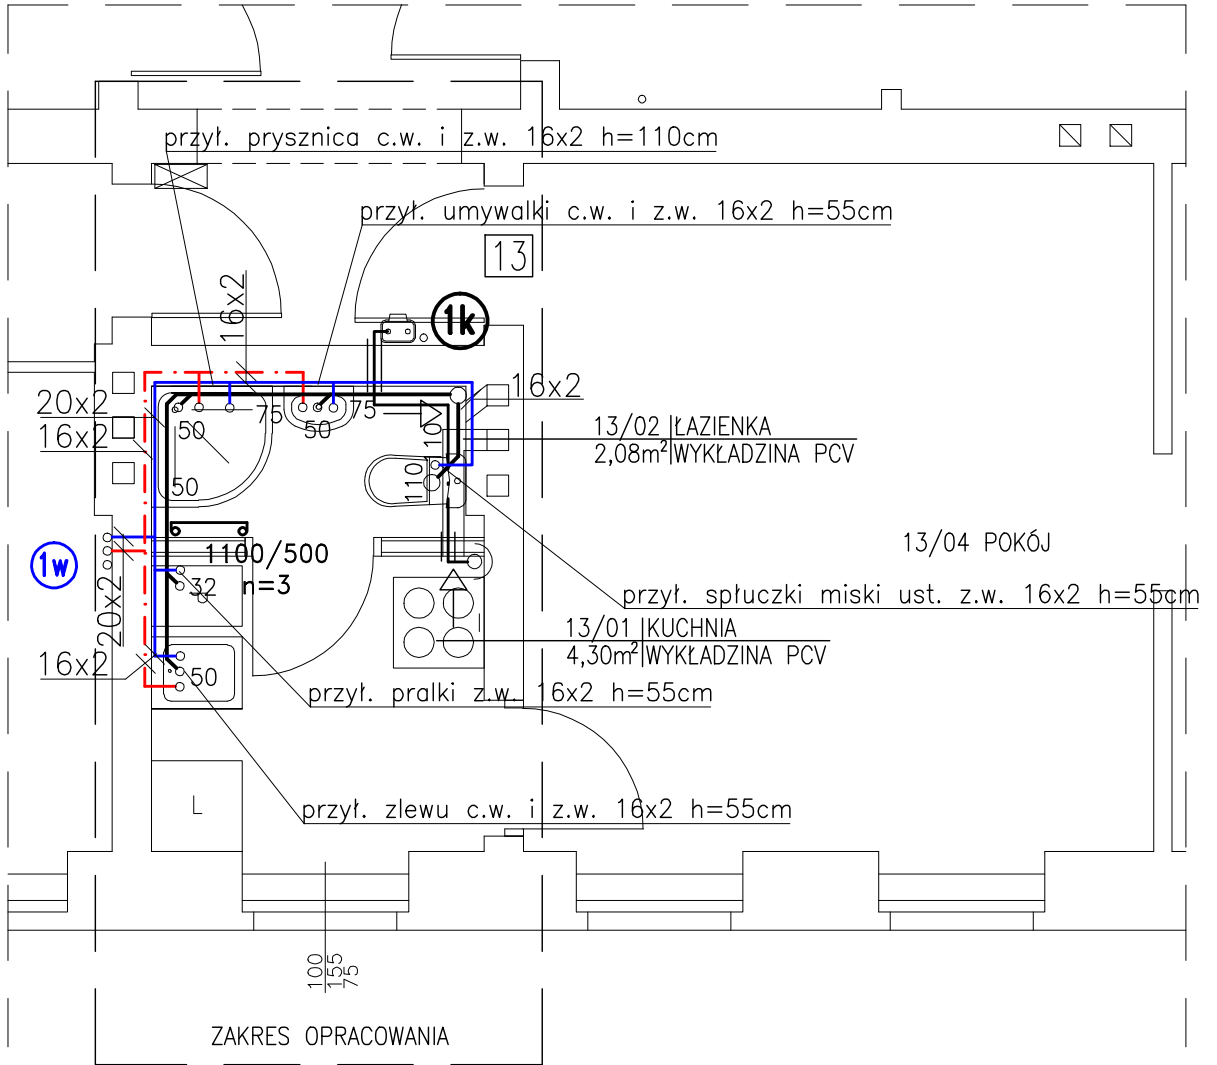 przył. prysznica c.w. i z.w. 16x2 h=110cm
przył. umywalki c.w. i z.w. 16x2 h=55cm
13
16x2
1k
16x2
20x2
16x2
75
75
50
50
50
110
110
13/02 ŁAZIENKA
2,08m² WYKŁADZINA PCV
13/04 POKÓJ
1w
1100/500
n=3
32
20x2
przył. spłuczki miski ust. z.w. 16x2 h=55cm
13/01 KUCHNIA
4,30m² WYKŁADZINA PCV
16x2
50
przył. pralki z.w. 16x2 h=55cm
L
przył. zlewu c.w. i z.w. 16x2 h=55cm
100
155
75
ZAKRES OPRACOWANIA